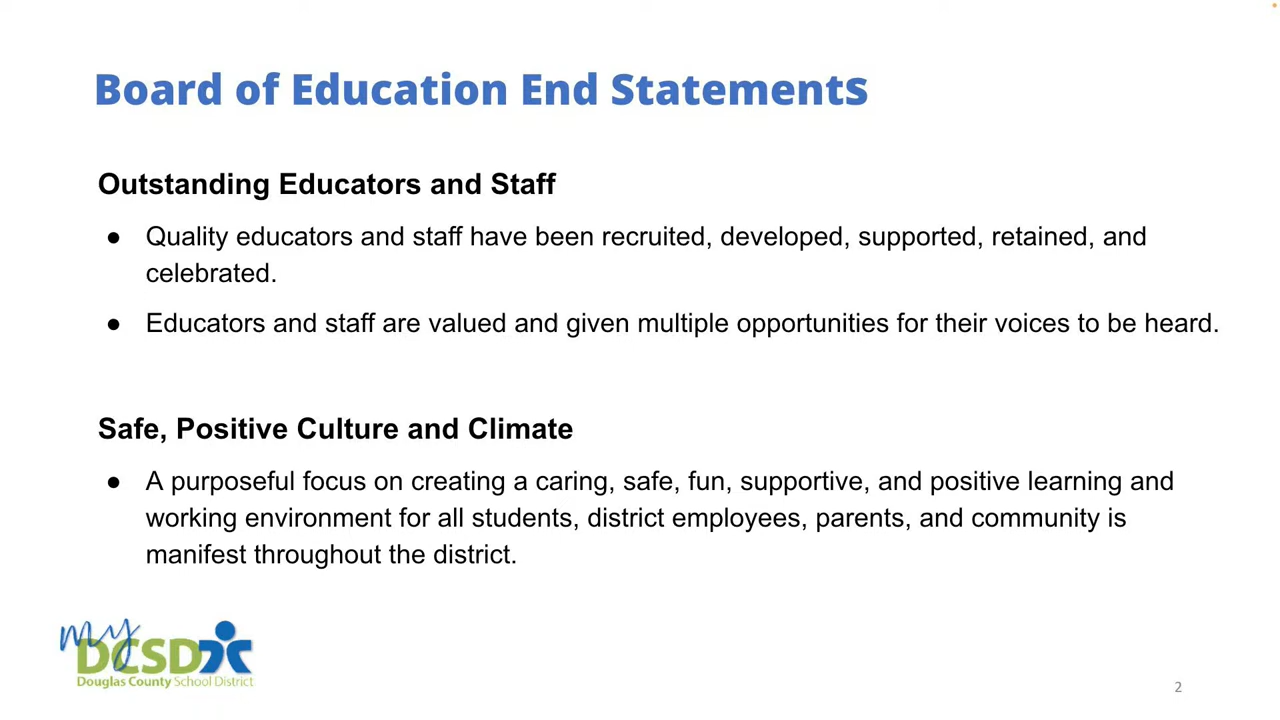 Board of Education End Statements
Outstanding Educators and Staff
● Quality educators and staff have been recruited, developed, supported, retained, and
celebrated.
● Educators and staff are valued and given multiple opportunities for their voices to be heard.
Safe, Positive Culture and Climate
● A purposeful focus on creating a caring, safe, fun, supportive, and positive learning and
working environment for all students, district employees, parents, and community is
manifest throughout the district.
my
DCSD
Douglas County School District
2